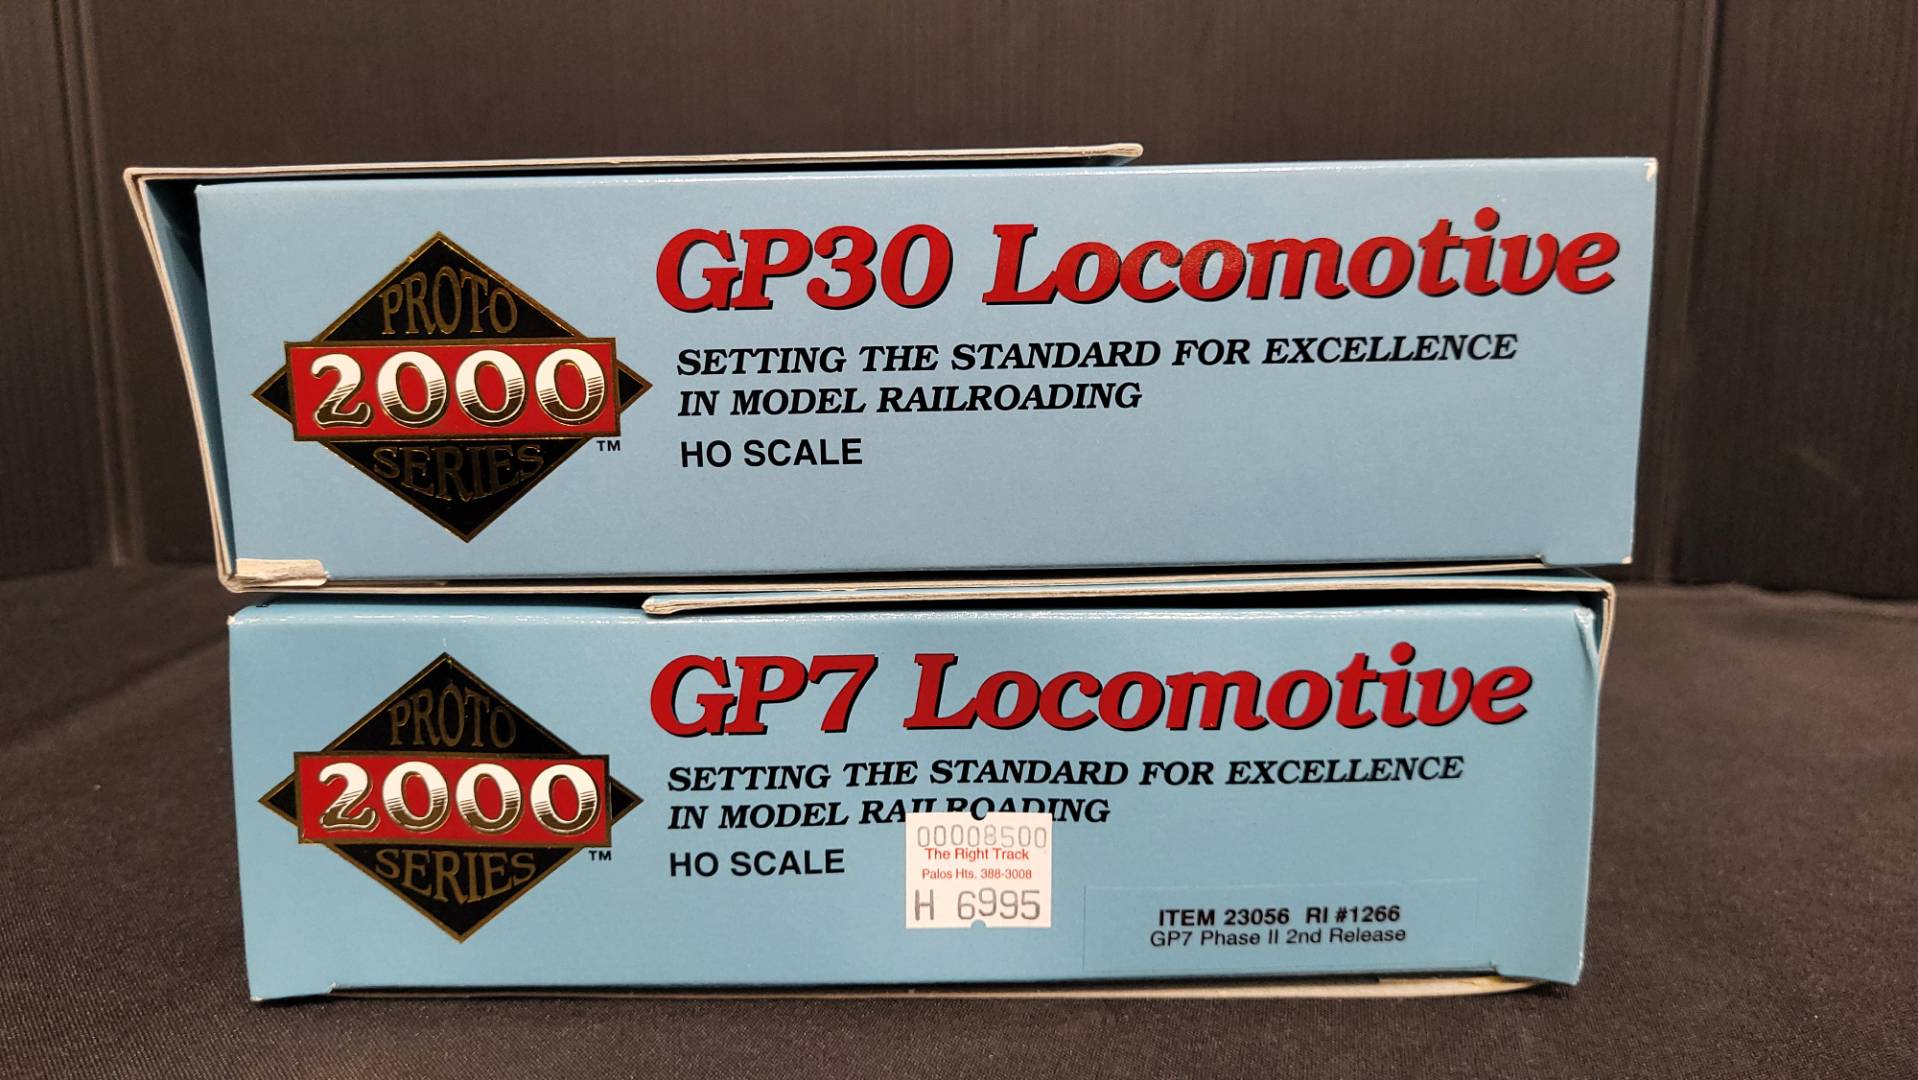 PROTO
2000
SERIES
TM
GP30 Locomotive
SETTING THE STANDARD FOR EXCELLENCE
IN MODEL RAILROADING
HO SCALE
PROTO
2000
SERIES
TM
GP7 Locomotive
SETTING THE STANDARD FOR EXCELLENCE
IN MODEL RAILROADING
HO SCALE
00008500
The Right Track
Palos Hts. 388-3008
H 6995
ITEM 23056 RI #1266
GP7 Phase II 2nd Release